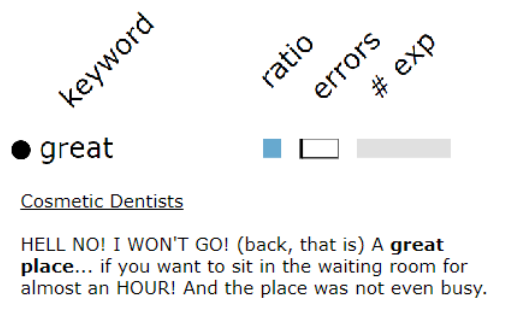 keyword
ratio
errors
# exp
great
Cosmetic Dentists
HELL NO! I WON'T GO! (back, that is) A great
place... if you want to sit in the waiting room for
almost an HOUR! And the place was not even busy.